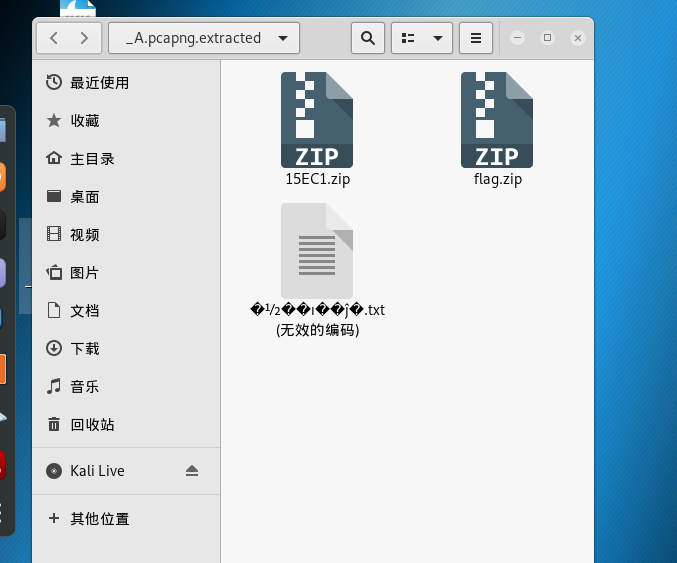 _A.pcapng.extracted
最近使用
收藏
主目录
桌面
视频
图片
文档
下载
音乐
回收站
Kali Live
其他位置
ZIP
15EC1.zip
ZIP
flag.zip
�½��ı��ĵ�.txt
(无效的编码)